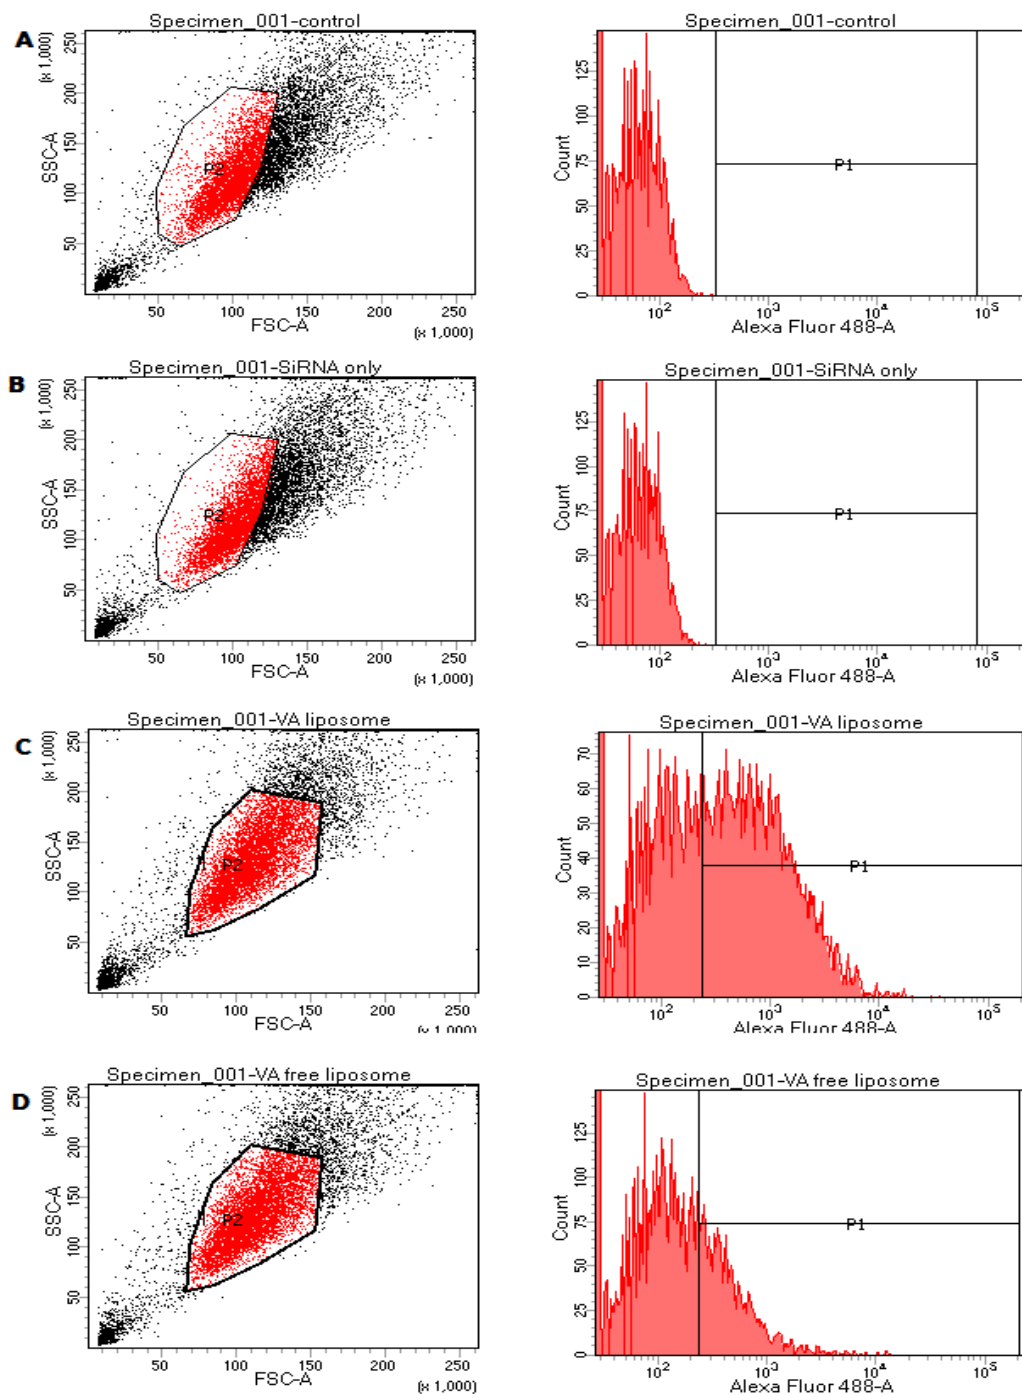 A
Specimen_001-control
(x 1,000)
250
200
150
100
50
SSC-A
P2
50 100 150 200 250
FSC-A
(x 1,000)
Specimen_001-control
125
100
75
50
25
0
Count
P1
10² 10³ 10⁴ 10⁵
Alexa Fluor 488-A
B
Specimen_001-SiRNA only
(x 1,000)
250
200
150
100
50
SSC-A
P2
50 100 150 200 250
FSC-A
(x 1,000)
Specimen_001-SiRNA only
125
100
75
50
25
0
Count
P1
10² 10³ 10⁴ 10⁵
Alexa Fluor 488-A
C
Specimen_001-VA liposome
(x 1,000)
250
200
150
100
50
SSC-A
P2
50 100 150 200 250
FSC-A
(x 1,000)
Specimen_001-VA liposome
70
60
50
40
30
20
10
0
Count
P1
10² 10³ 10⁴ 10⁵
Alexa Fluor 488-A
D
Specimen_001-VA free liposome
(x 1,000)
250
200
150
100
50
SSC-A
P2
50 100 150 200 250
FSC-A
(x 1,000)
Specimen_001-VA free liposome
125
100
75
50
25
0
Count
P1
10² 10³ 10⁴ 10⁵
Alexa Fluor 488-A